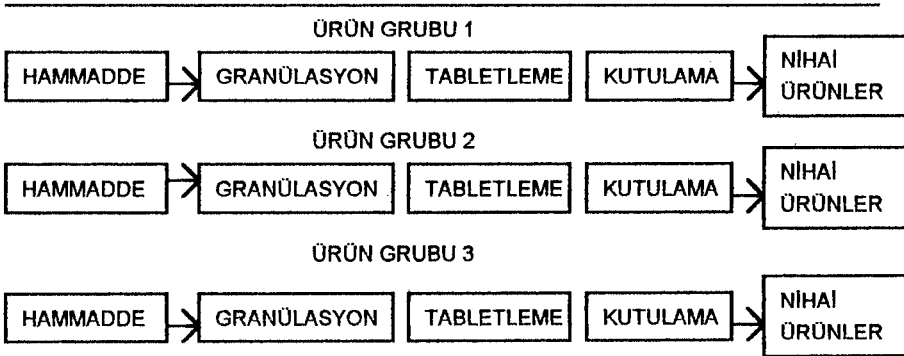 ÜRÜN GRUBU 1
HAMMADDE GRANÜLASYON TABLETLEME KUTULAMA NİHAİ ÜRÜNLER
ÜRÜN GRUBU 2
HAMMADDE GRANÜLASYON TABLETLEME KUTULAMA NİHAİ ÜRÜNLER
ÜRÜN GRUBU 3
HAMMADDE GRANÜLASYON TABLETLEME KUTULAMA NİHAİ ÜRÜNLER